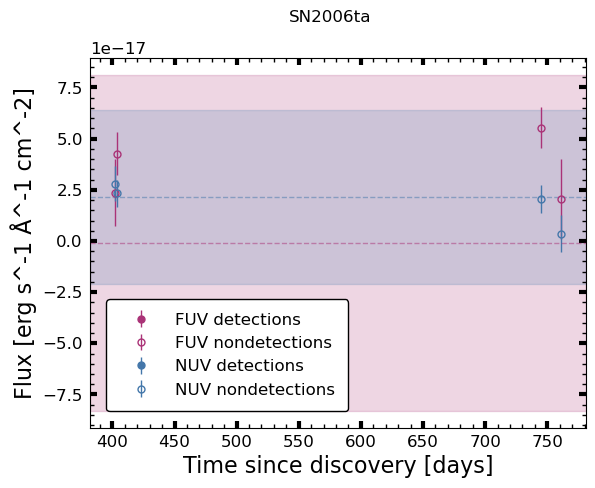 SN2006ta
1e−17
7.5
5.0
2.5
0.0
−2.5
−5.0
−7.5
Flux [erg s^-1 Å^-1 cm^-2]
FUV detections
FUV nondetections
NUV detections
NUV nondetections
400 450 500 550 600 650 700 750
Time since discovery [days]